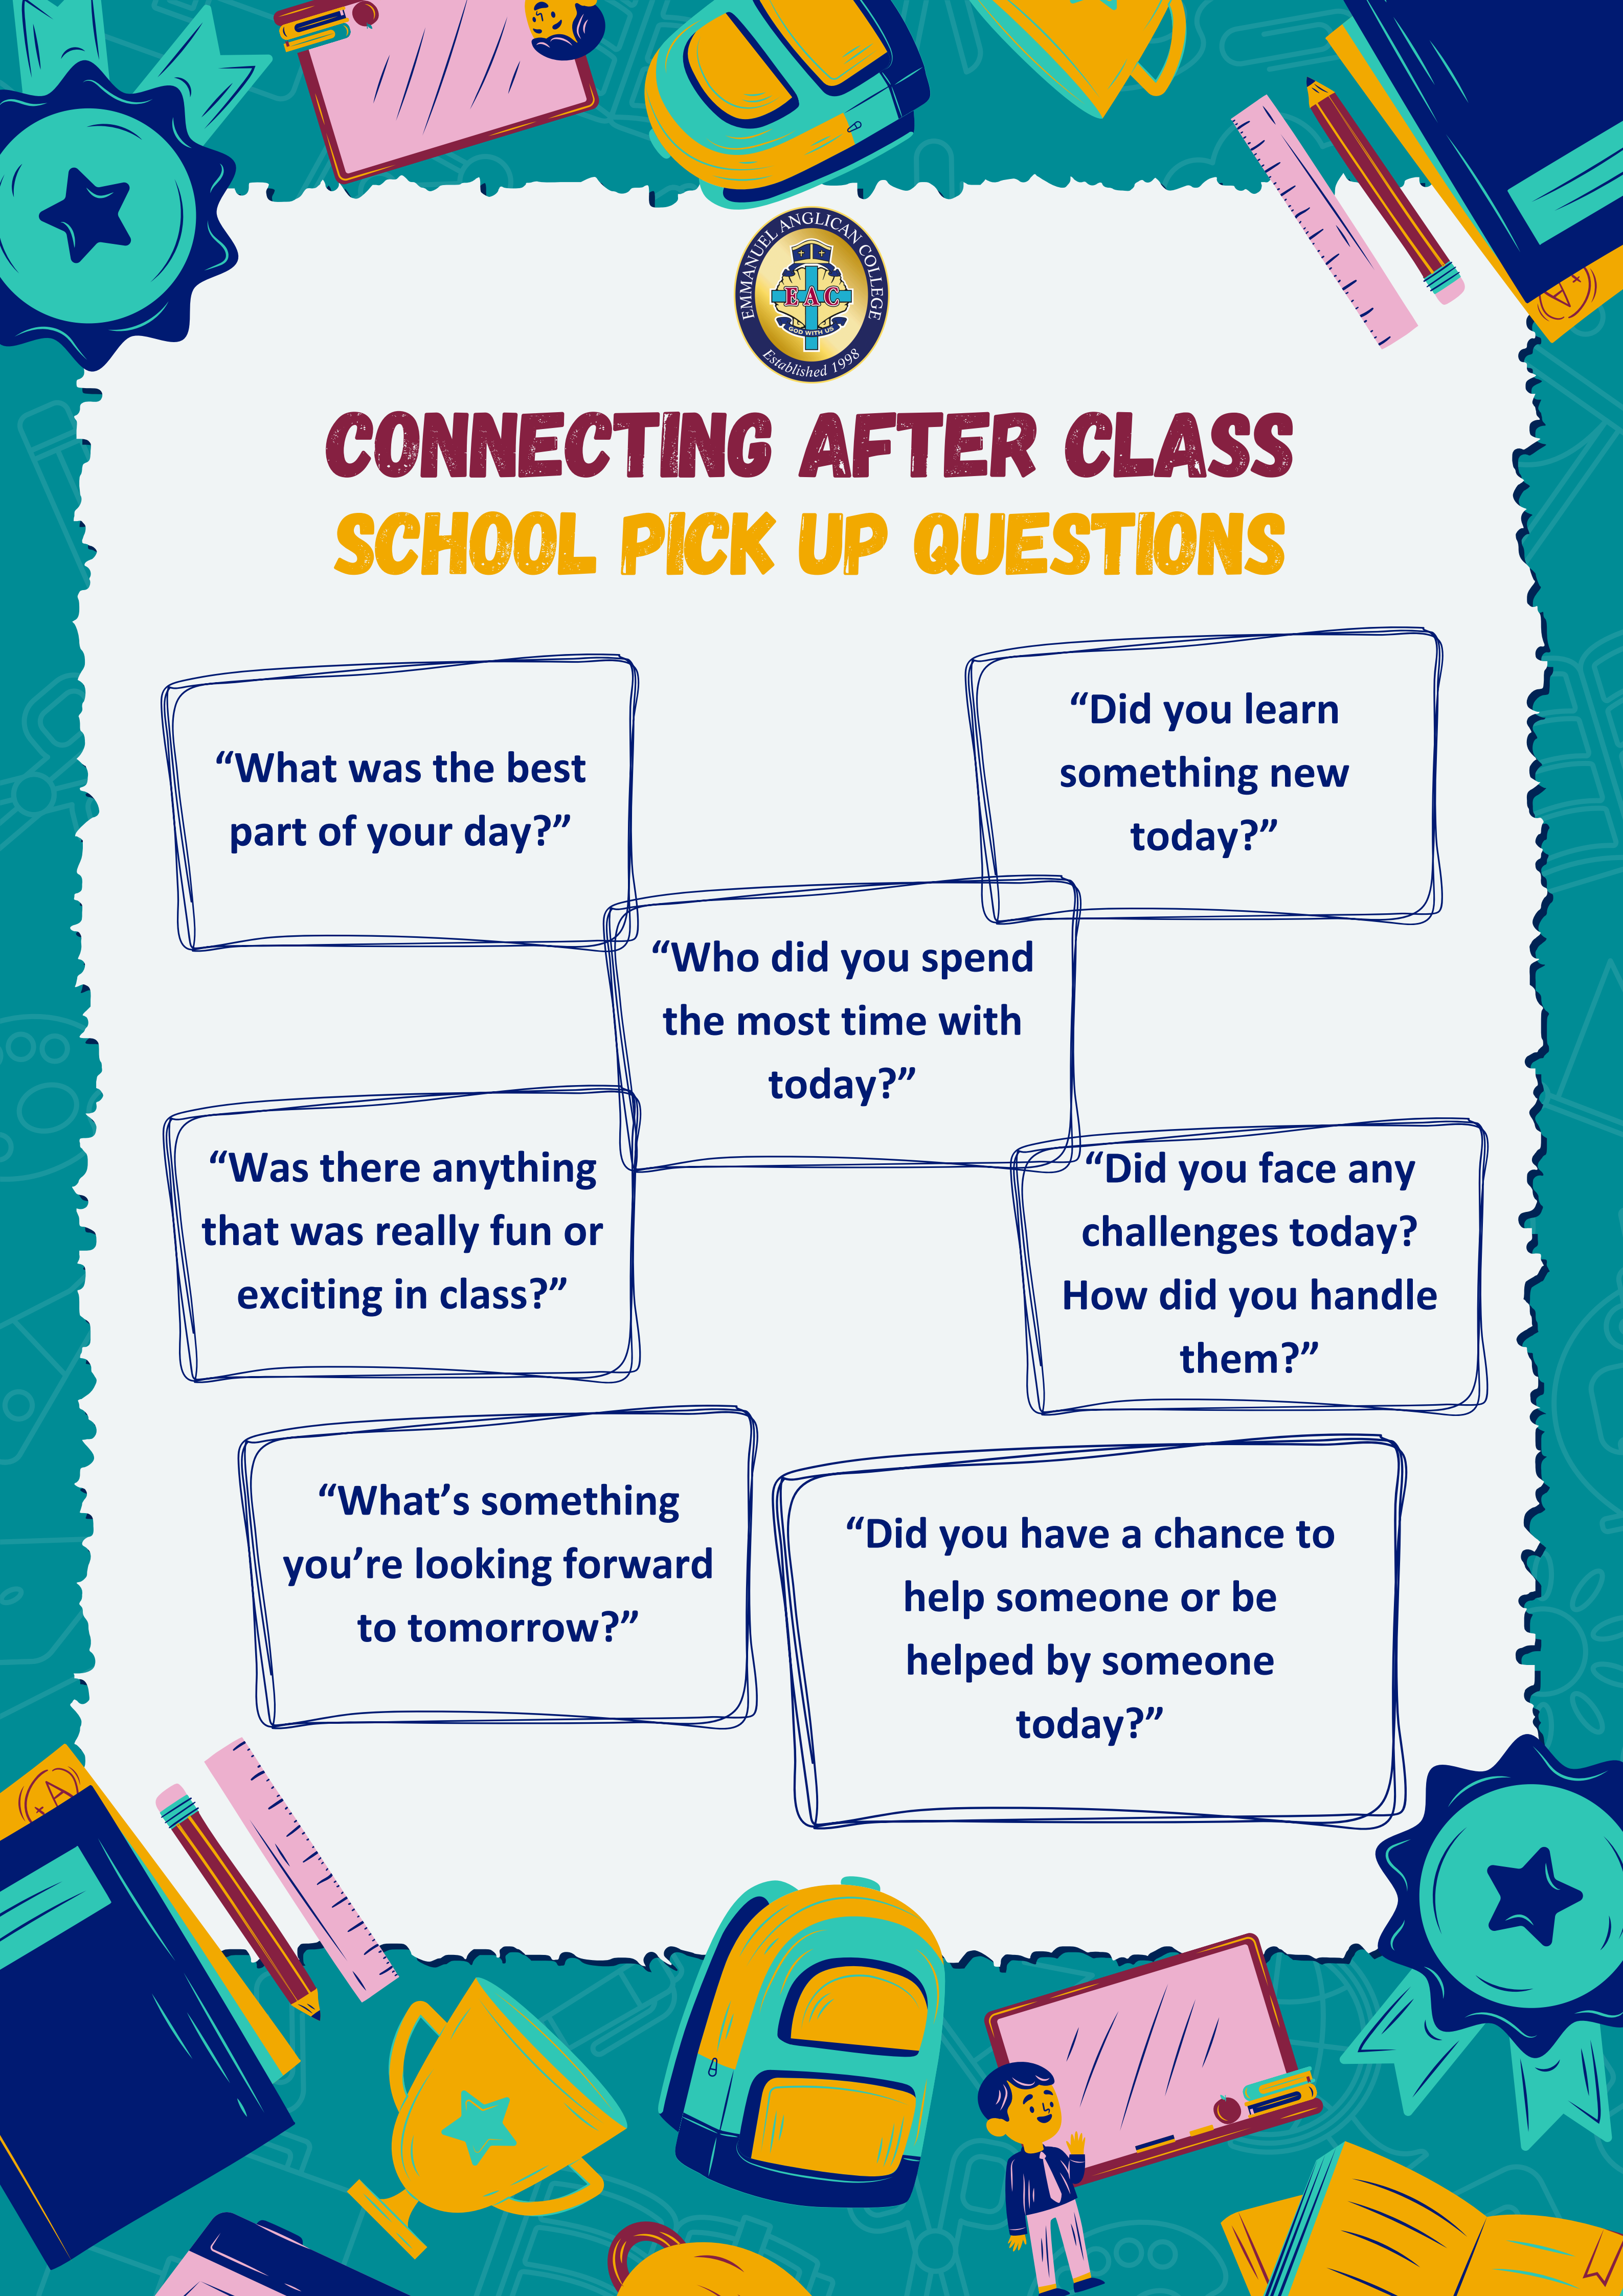 EMMANUEL ANGLICAN COLLEGE
EAC
GOD WITH US
Established 1998
CONNECTING AFTER CLASS
SCHOOL PICK UP QUESTIONS
“What was the best
part of your day?”
“Did you learn
something new
today?”
“Who did you spend
the most time with
today?”
“Was there anything
that was really fun or
exciting in class?”
“Did you face any
challenges today?
How did you handle
them?”
“What’s something
you’re looking forward
to tomorrow?”
“Did you have a chance to
help someone or be
helped by someone
today?”
A+
A+